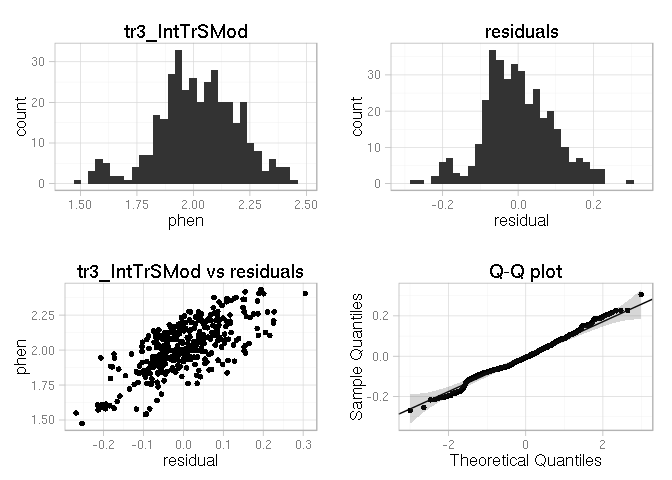 tr3_IntTrSMod
count
30
20
10
0
1.50
1.75
2.00
2.25
2.50
phen
residuals
count
30
20
10
0
-0.2
0.0
0.2
residual
tr3_IntTrSMod vs residuals
phen
2.25
2.00
1.75
1.50
-0.2
-0.1
0.0
0.1
0.2
0.3
residual
Q-Q plot
Sample Quantiles
0.2
0.0
-0.2
-2
0
2
Theoretical Quantiles